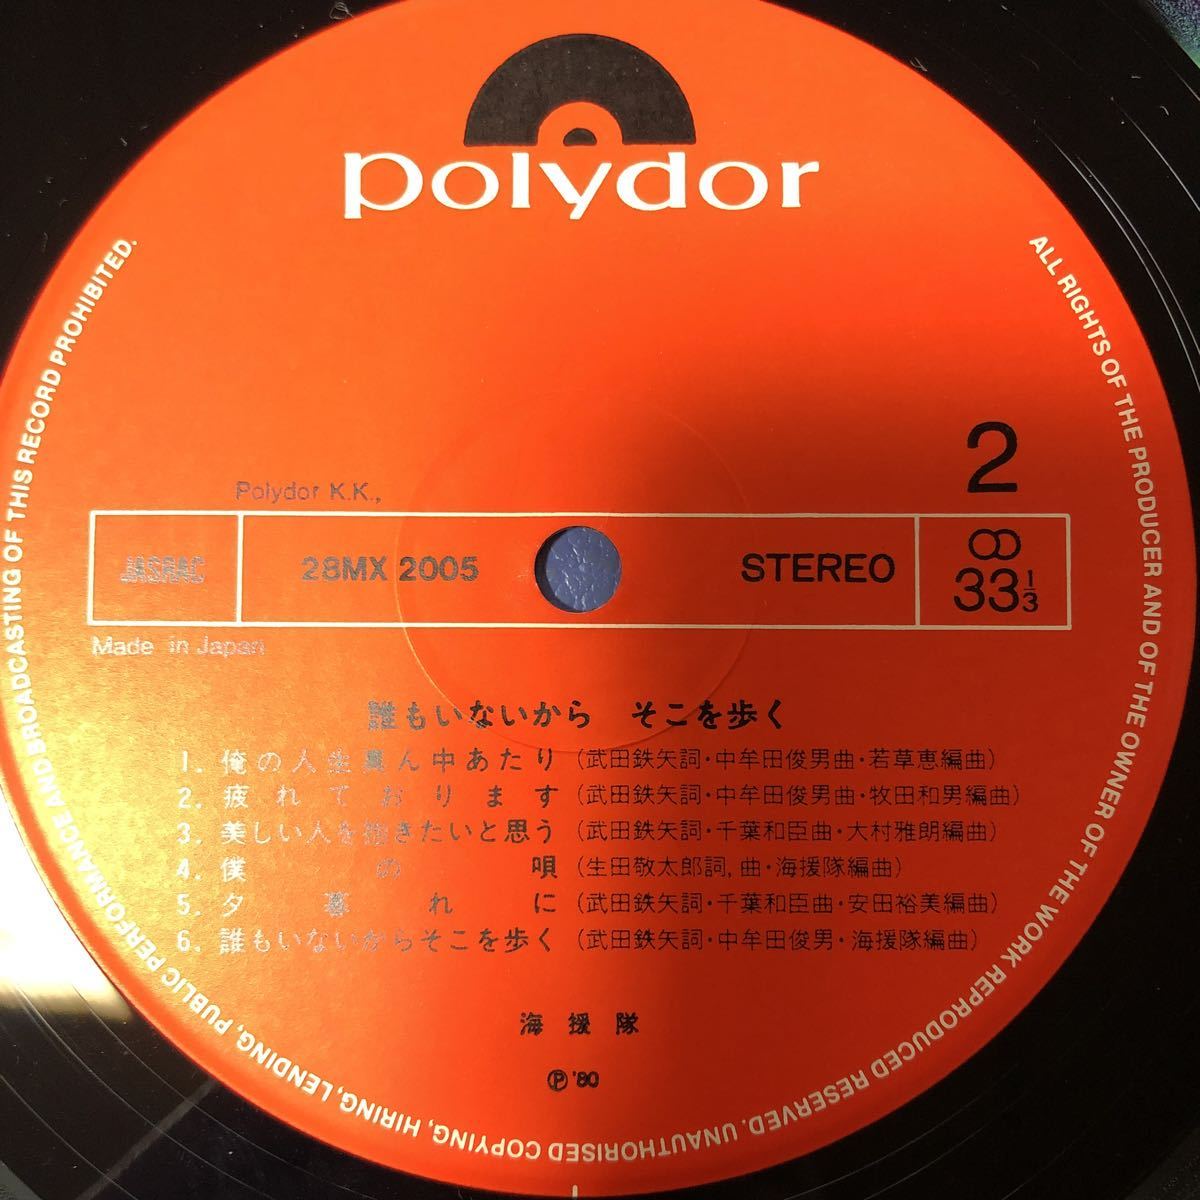 polydor
2
Polydor K.K.,
JASRAC
28MX 2005
STEREO
33 1/3
Made in Japan
誰もいないから そこを歩く
1. 俺の人生真ん中あたり (武田鉄矢詞・中牟田俊男曲・若草恵編曲)
2. 疲れております (武田鉄矢詞・中牟田俊男曲・牧田和男編曲)
3. 美しい人を抱きたいと思う (武田鉄矢詞・千葉和臣曲・大村雅朗編曲)
4. 僕の唄 (生田敬太郎詞, 曲・海援隊編曲)
5. 夕暮れに (武田鉄矢詞・千葉和臣曲・安田裕美編曲)
6. 誰もいないからそこを歩く (武田鉄矢詞・中牟田俊男・海援隊編曲)
海援隊
Ⓟ '80
ALL RIGHTS OF THE PRODUCER AND OF THE OWNER OF THE WORK REPRODUCED RESERVED. UNAUTHORISED COPYING, HIRING, LENDING, PUBLIC PERFORMANCE AND BROADCASTING OF THIS RECORD PROHIBITED.